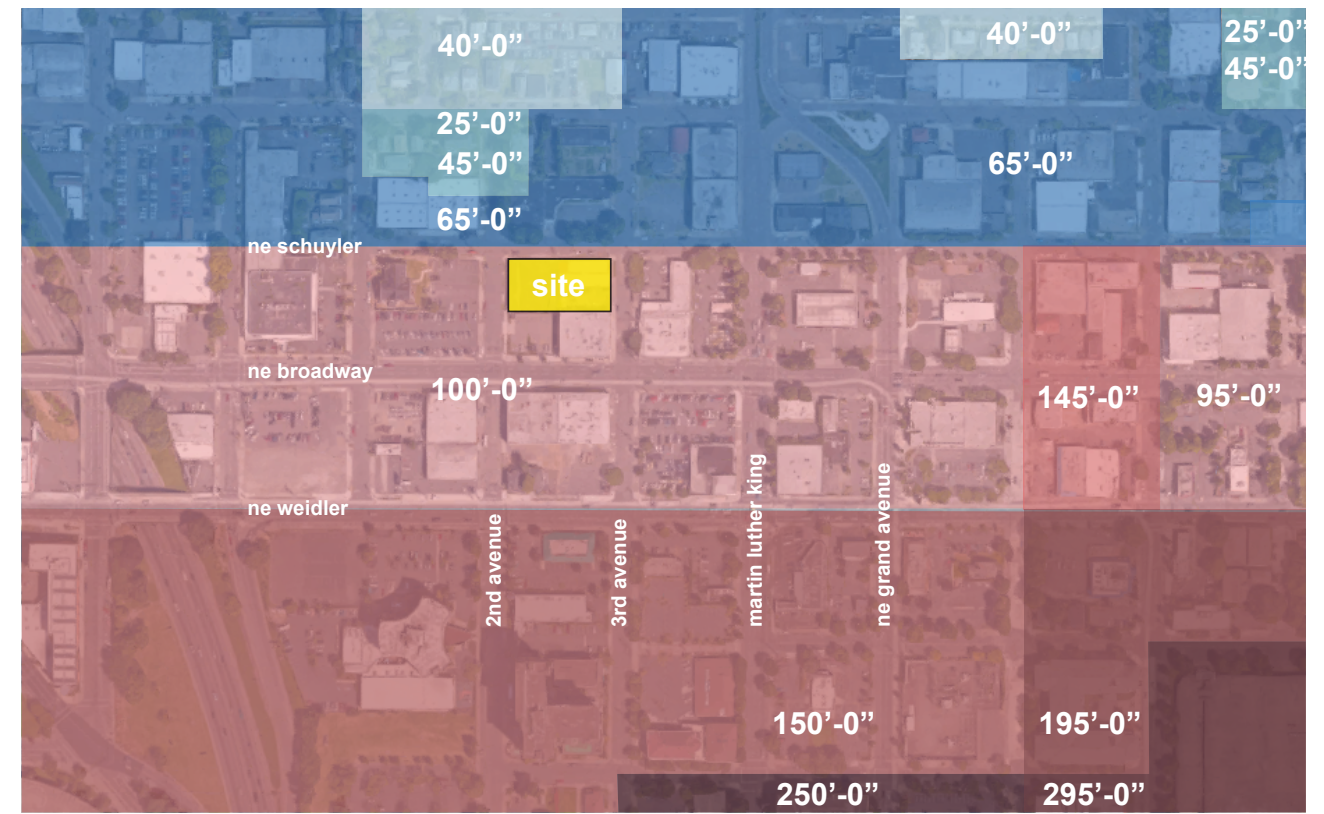 40’-0”
40’-0”
25’-0”
45’-0”
25’-0”
45’-0”
65’-0”
65’-0”
ne schuyler
site
ne broadway
100’-0”
145’-0”
95’-0”
ne weidler
2nd avenue
3rd avenue
martin luther king
ne grand avenue
150’-0”
195’-0”
250’-0”
295’-0”